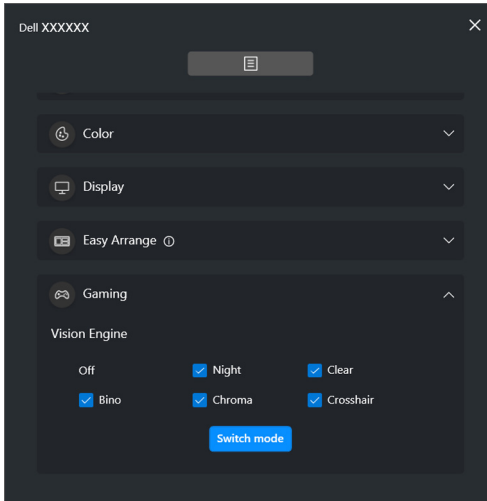 Dell XXXXXX
Color
Display
Easy Arrange
Gaming
Vision Engine
Off Night Clear
Bino Chroma Crosshair
Switch mode